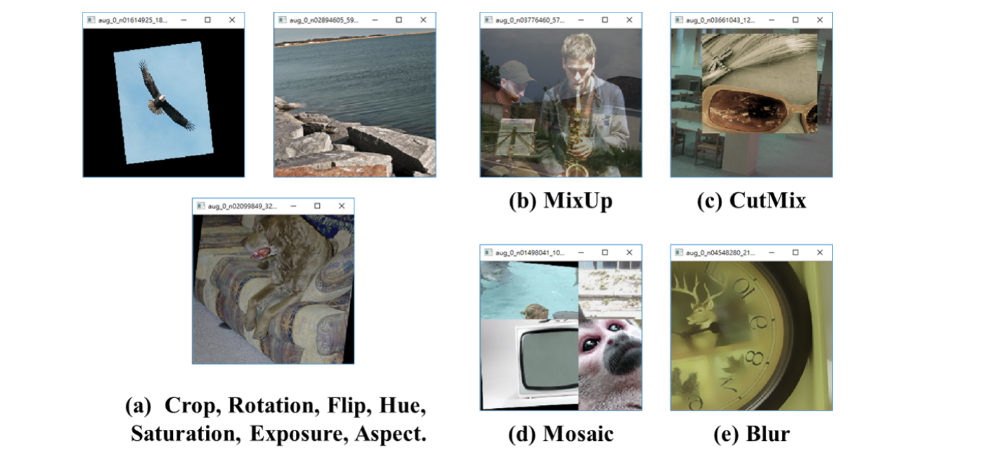 aug_0_n01614925_18...
aug_0_n02894605_59...
aug_0_n03776460_57...
aug_0_n03661043_12...
(b) MixUp
(c) CutMix
aug_0_n02099849_32...
aug_0_n01498041_10...
aug_0_n04548280_21...
(a) Crop, Rotation, Flip, Hue,
Saturation, Exposure, Aspect.
(d) Mosaic
(e) Blur